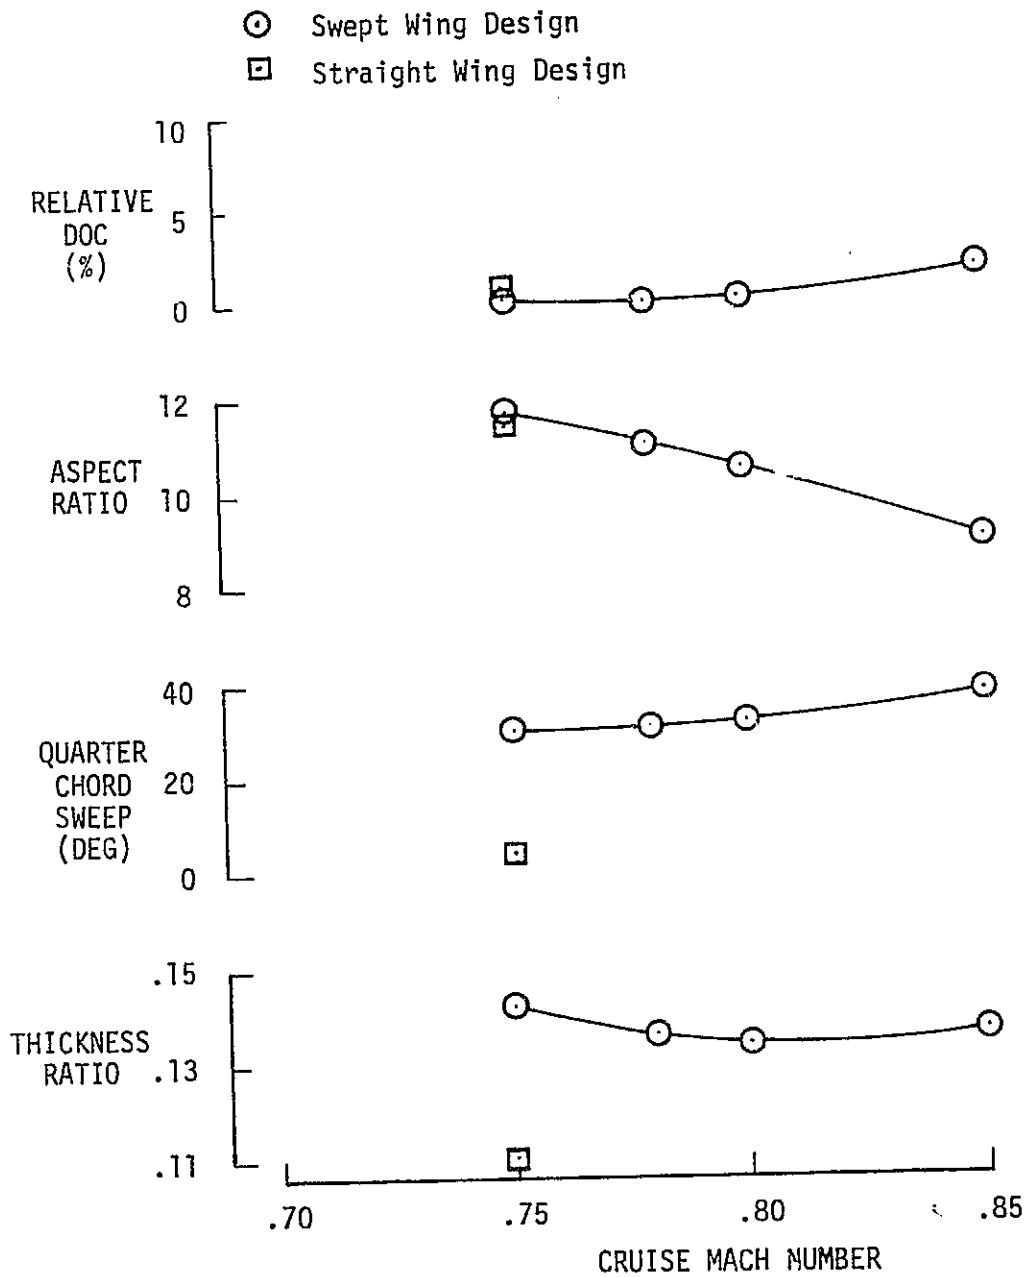 Swept Wing Design
Straight Wing Design
10
RELATIVE
DOC
(%)
5
0
12
ASPECT
RATIO
10
8
40
QUARTER
CHORD
SWEEP
(DEG)
20
0
.15
THICKNESS
RATIO
.13
.11
.70
.75
.80
.85
CRUISE MACH NUMBER